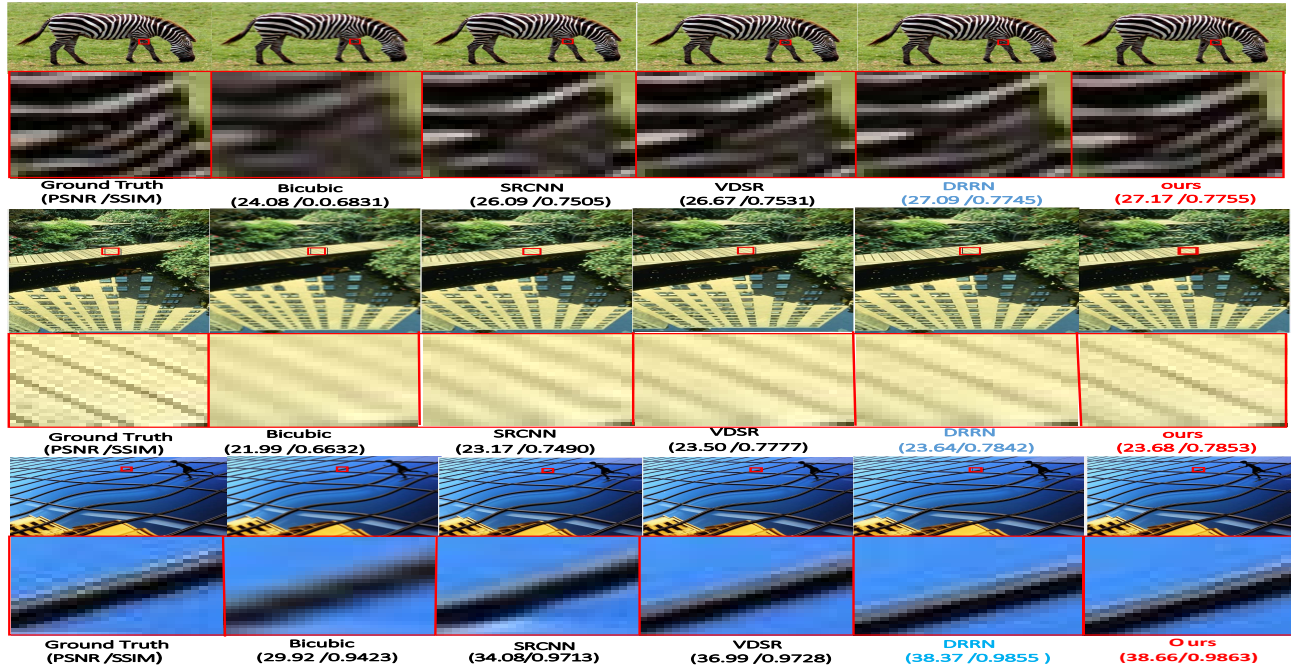 Ground Truth
(PSNR /SSIM)
Bicubic
(24.08 /0.0.6831)
SRCNN
(26.09 /0.7505)
VDSR
(26.67 /0.7531)
DRRN
(27.09 /0.7745)
ours
(27.17 /0.7755)
Ground Truth
(PSNR /SSIM)
Bicubic
(21.99 /0.6632)
SRCNN
(23.17 /0.7490)
VDSR
(23.50 /0.7777)
DRRN
(23.64/0.7842)
ours
(23.68 /0.7853)
Ground Truth
(PSNR /SSIM)
Bicubic
(29.92 /0.9423)
SRCNN
(34.08/0.9713)
VDSR
(36.99 /0.9728)
DRRN
(38.37 /0.9855 )
Ours
(38.66/0.9863)